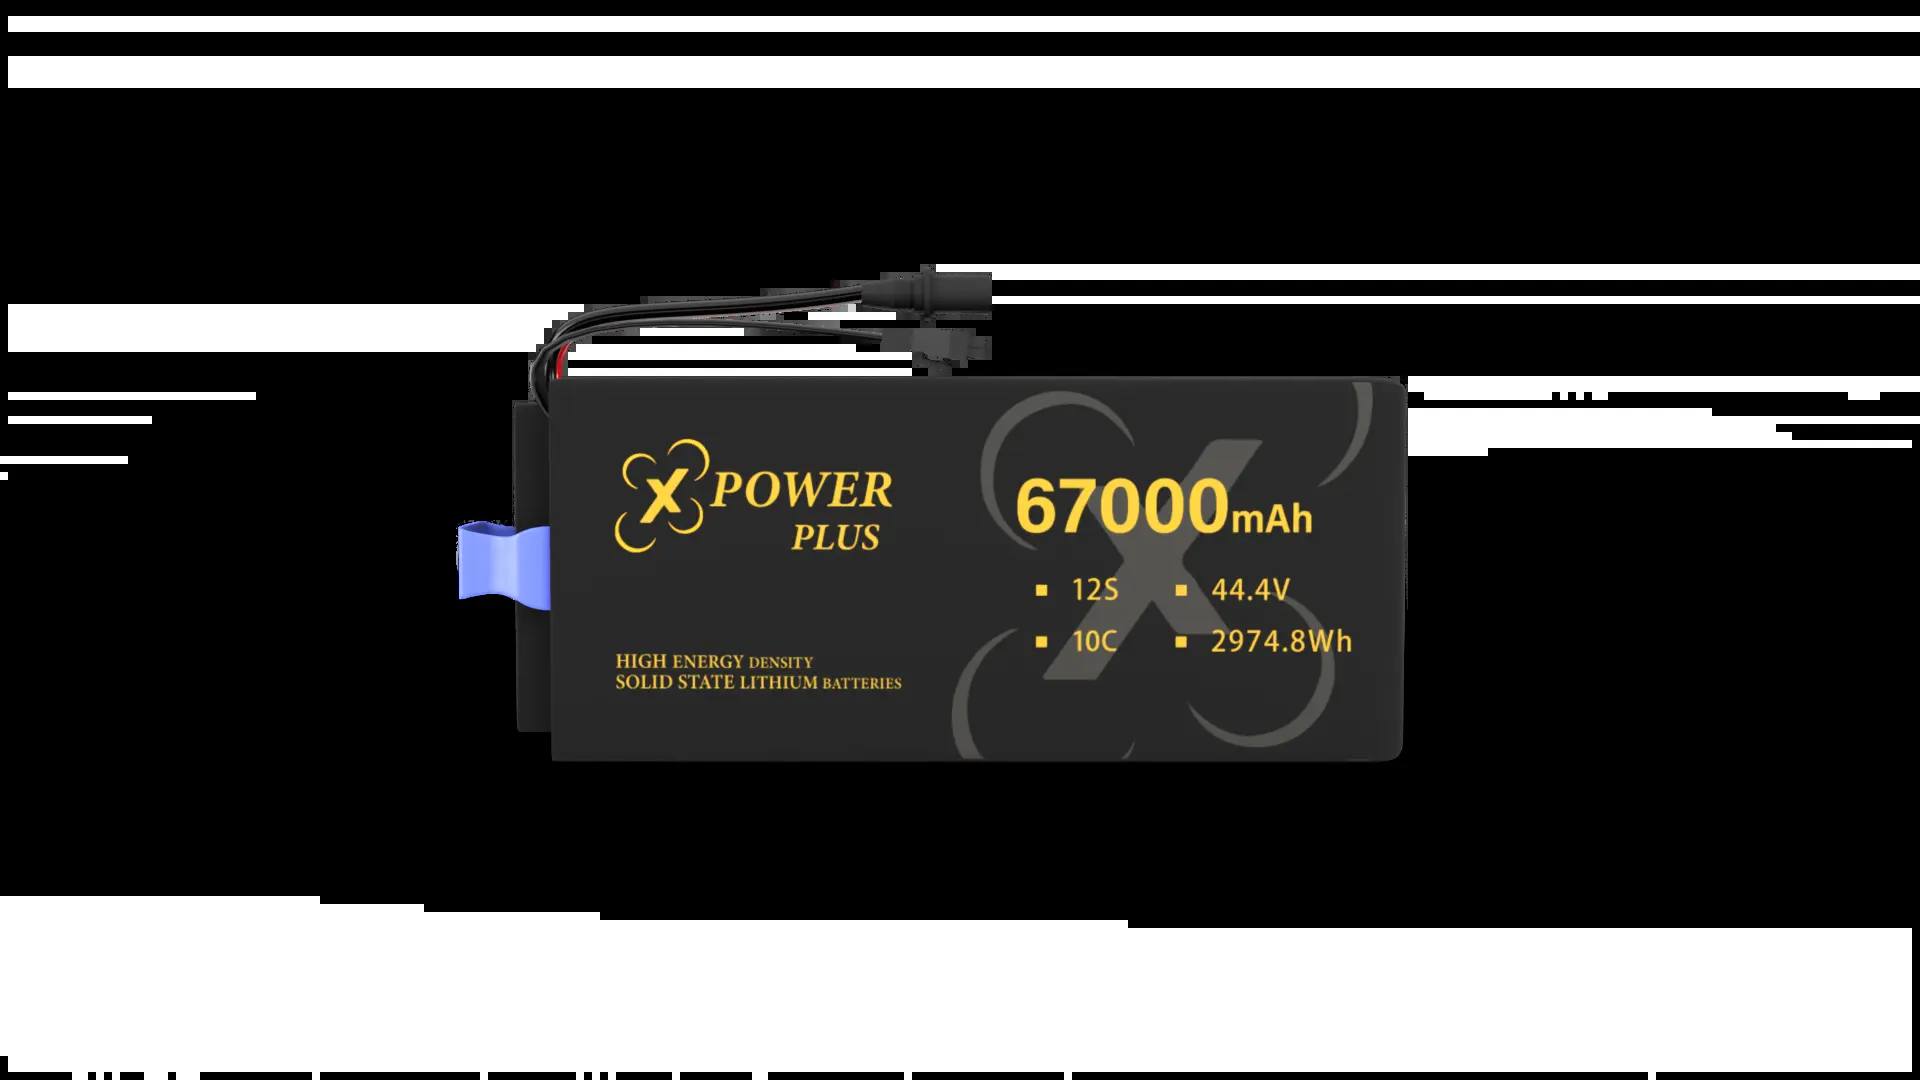 X POWER
PLUS
67000mAh
▪ 12S ▪ 44.4V
▪ 10C ▪ 2974.8Wh
HIGH ENERGY DENSITY
SOLID STATE LITHIUM BATTERIES